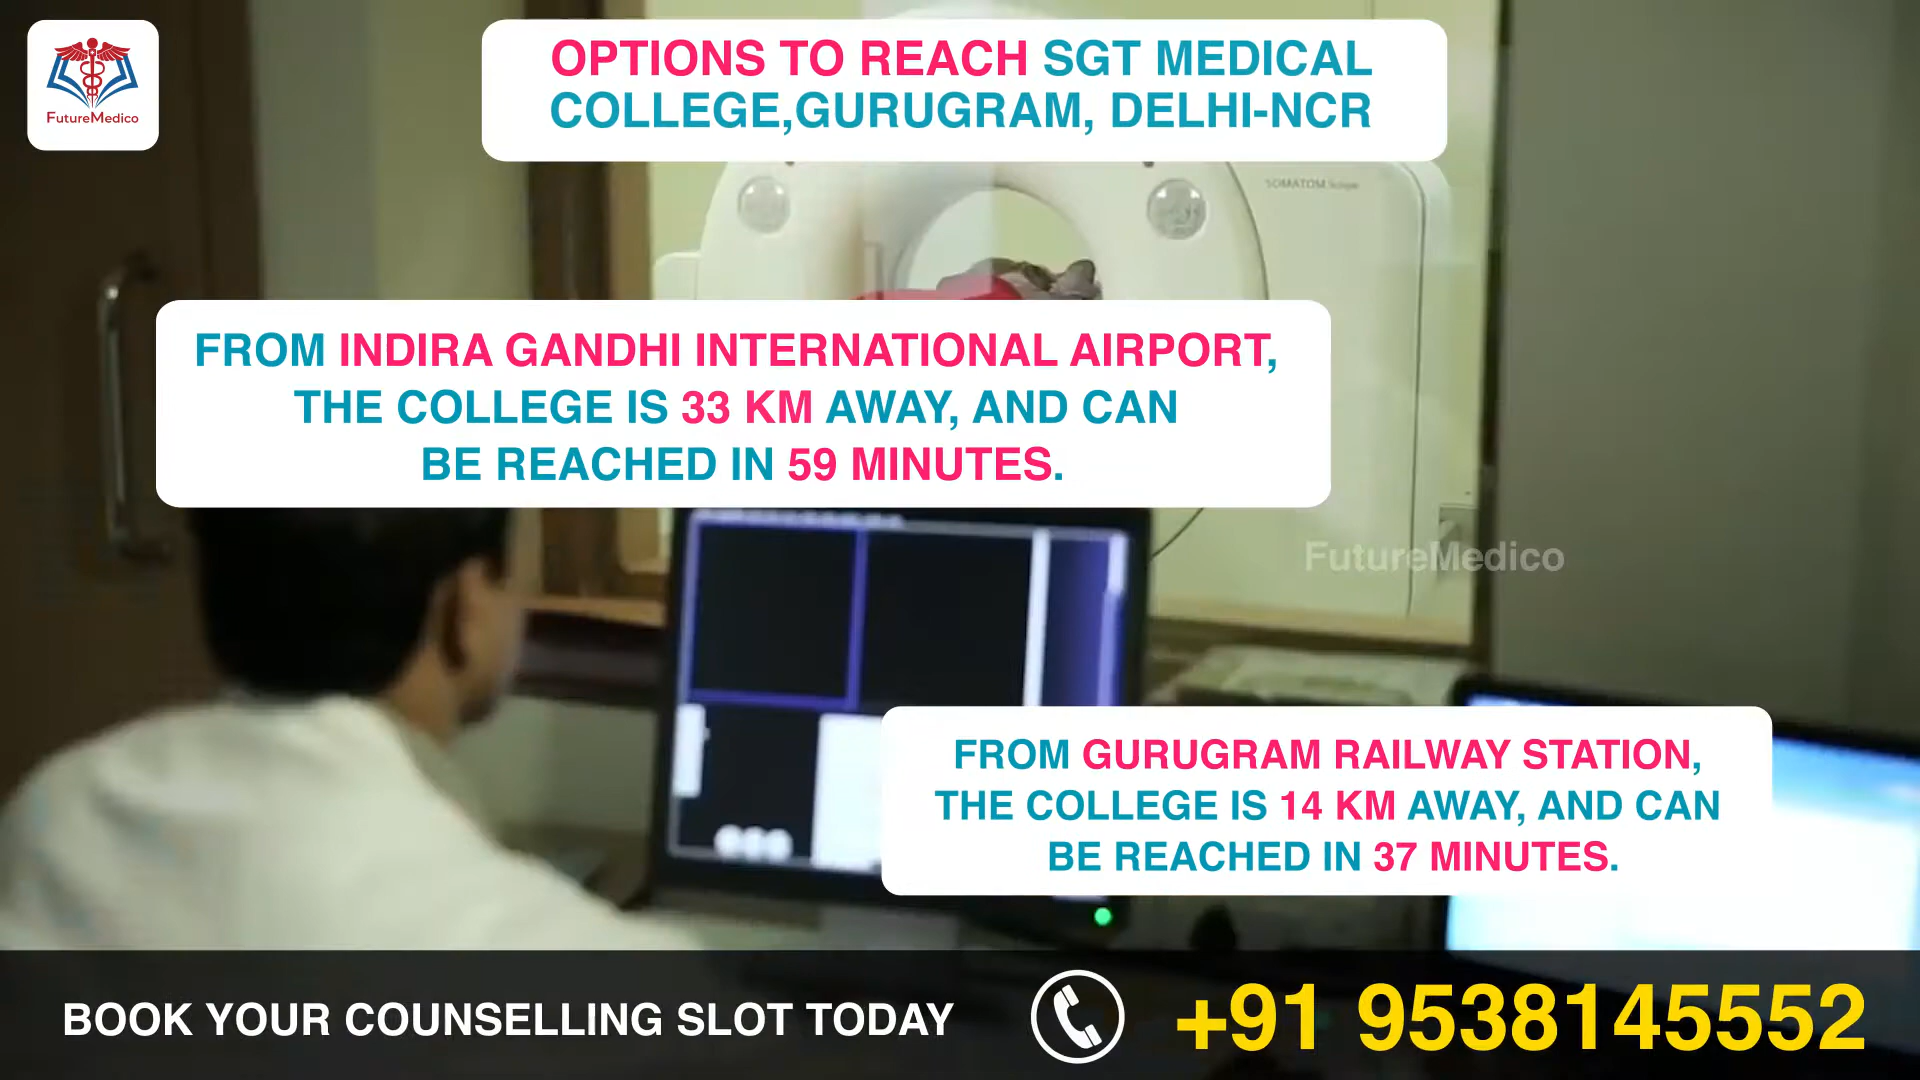 FutureMedico
OPTIONS TO REACH SGT MEDICAL
COLLEGE,GURUGRAM, DELHI-NCR
SOMATOM Scope
FROM INDIRA GANDHI INTERNATIONAL AIRPORT,
THE COLLEGE IS 33 KM AWAY, AND CAN
BE REACHED IN 59 MINUTES.
FutureMedico
FROM GURUGRAM RAILWAY STATION,
THE COLLEGE IS 14 KM AWAY, AND CAN
BE REACHED IN 37 MINUTES.
BOOK YOUR COUNSELLING SLOT TODAY
+91 9538145552